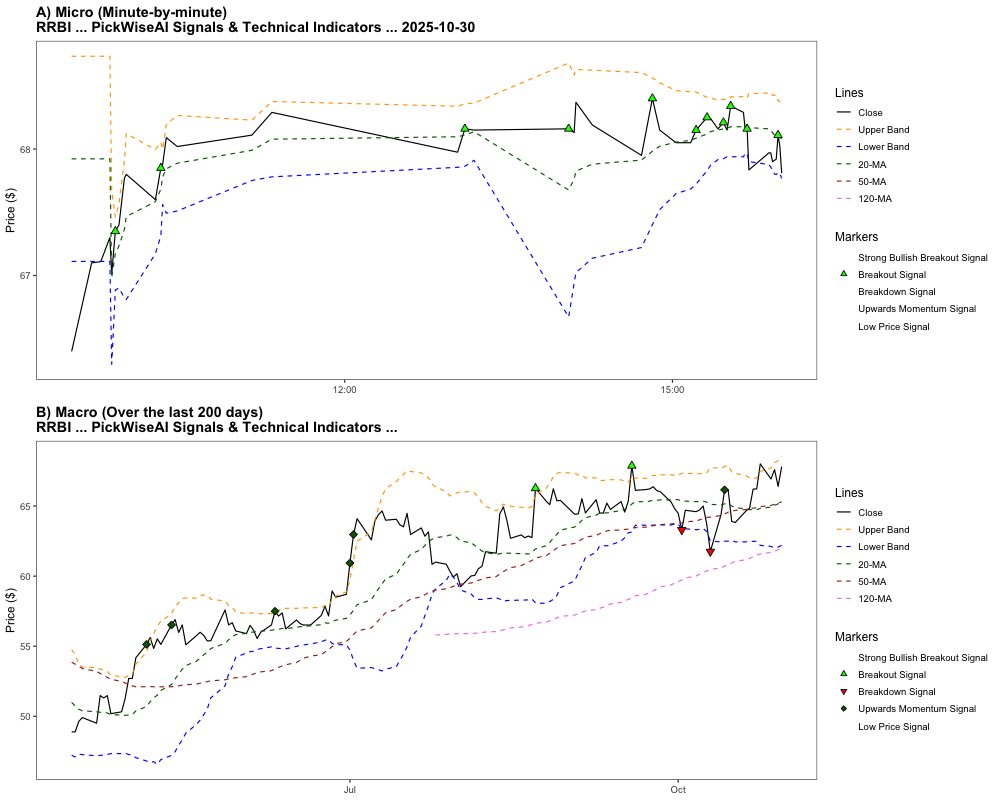 A) Micro (Minute-by-minute)
RRBI ... PickWiseAI Signals & Technical Indicators ... 2025-10-30
Price ($)
68
67
12:00
15:00
Lines
Close
Upper Band
Lower Band
20-MA
50-MA
120-MA
Markers
Strong Bullish Breakout Signal
Breakout Signal
Breakdown Signal
Upwards Momentum Signal
Low Price Signal
B) Macro (Over the last 200 days)
RRBI ... PickWiseAI Signals & Technical Indicators ...
Price ($)
65
60
55
50
Jul
Oct
Lines
Close
Upper Band
Lower Band
20-MA
50-MA
120-MA
Markers
Strong Bullish Breakout Signal
Breakout Signal
Breakdown Signal
Upwards Momentum Signal
Low Price Signal